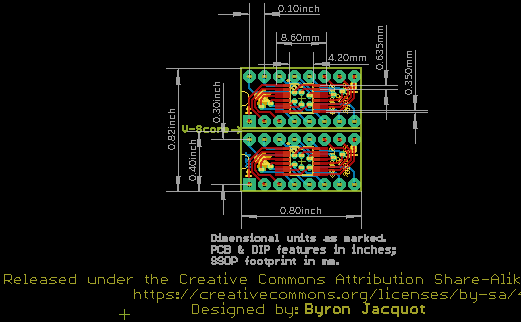 0.10inch
8.60mm
4.20mm
0.635mm
0.350mm
0.30inch
0.82inch
V-Score
0.40inch
0.80inch
Dimensional units as marked.
PCB & DIP features in inches;
SSOP footprint in mm.
Released under the Creative Commons Attribution Share-Alik
https://creativecommons.org/licenses/by-sa/4
Designed by: Byron Jacquot